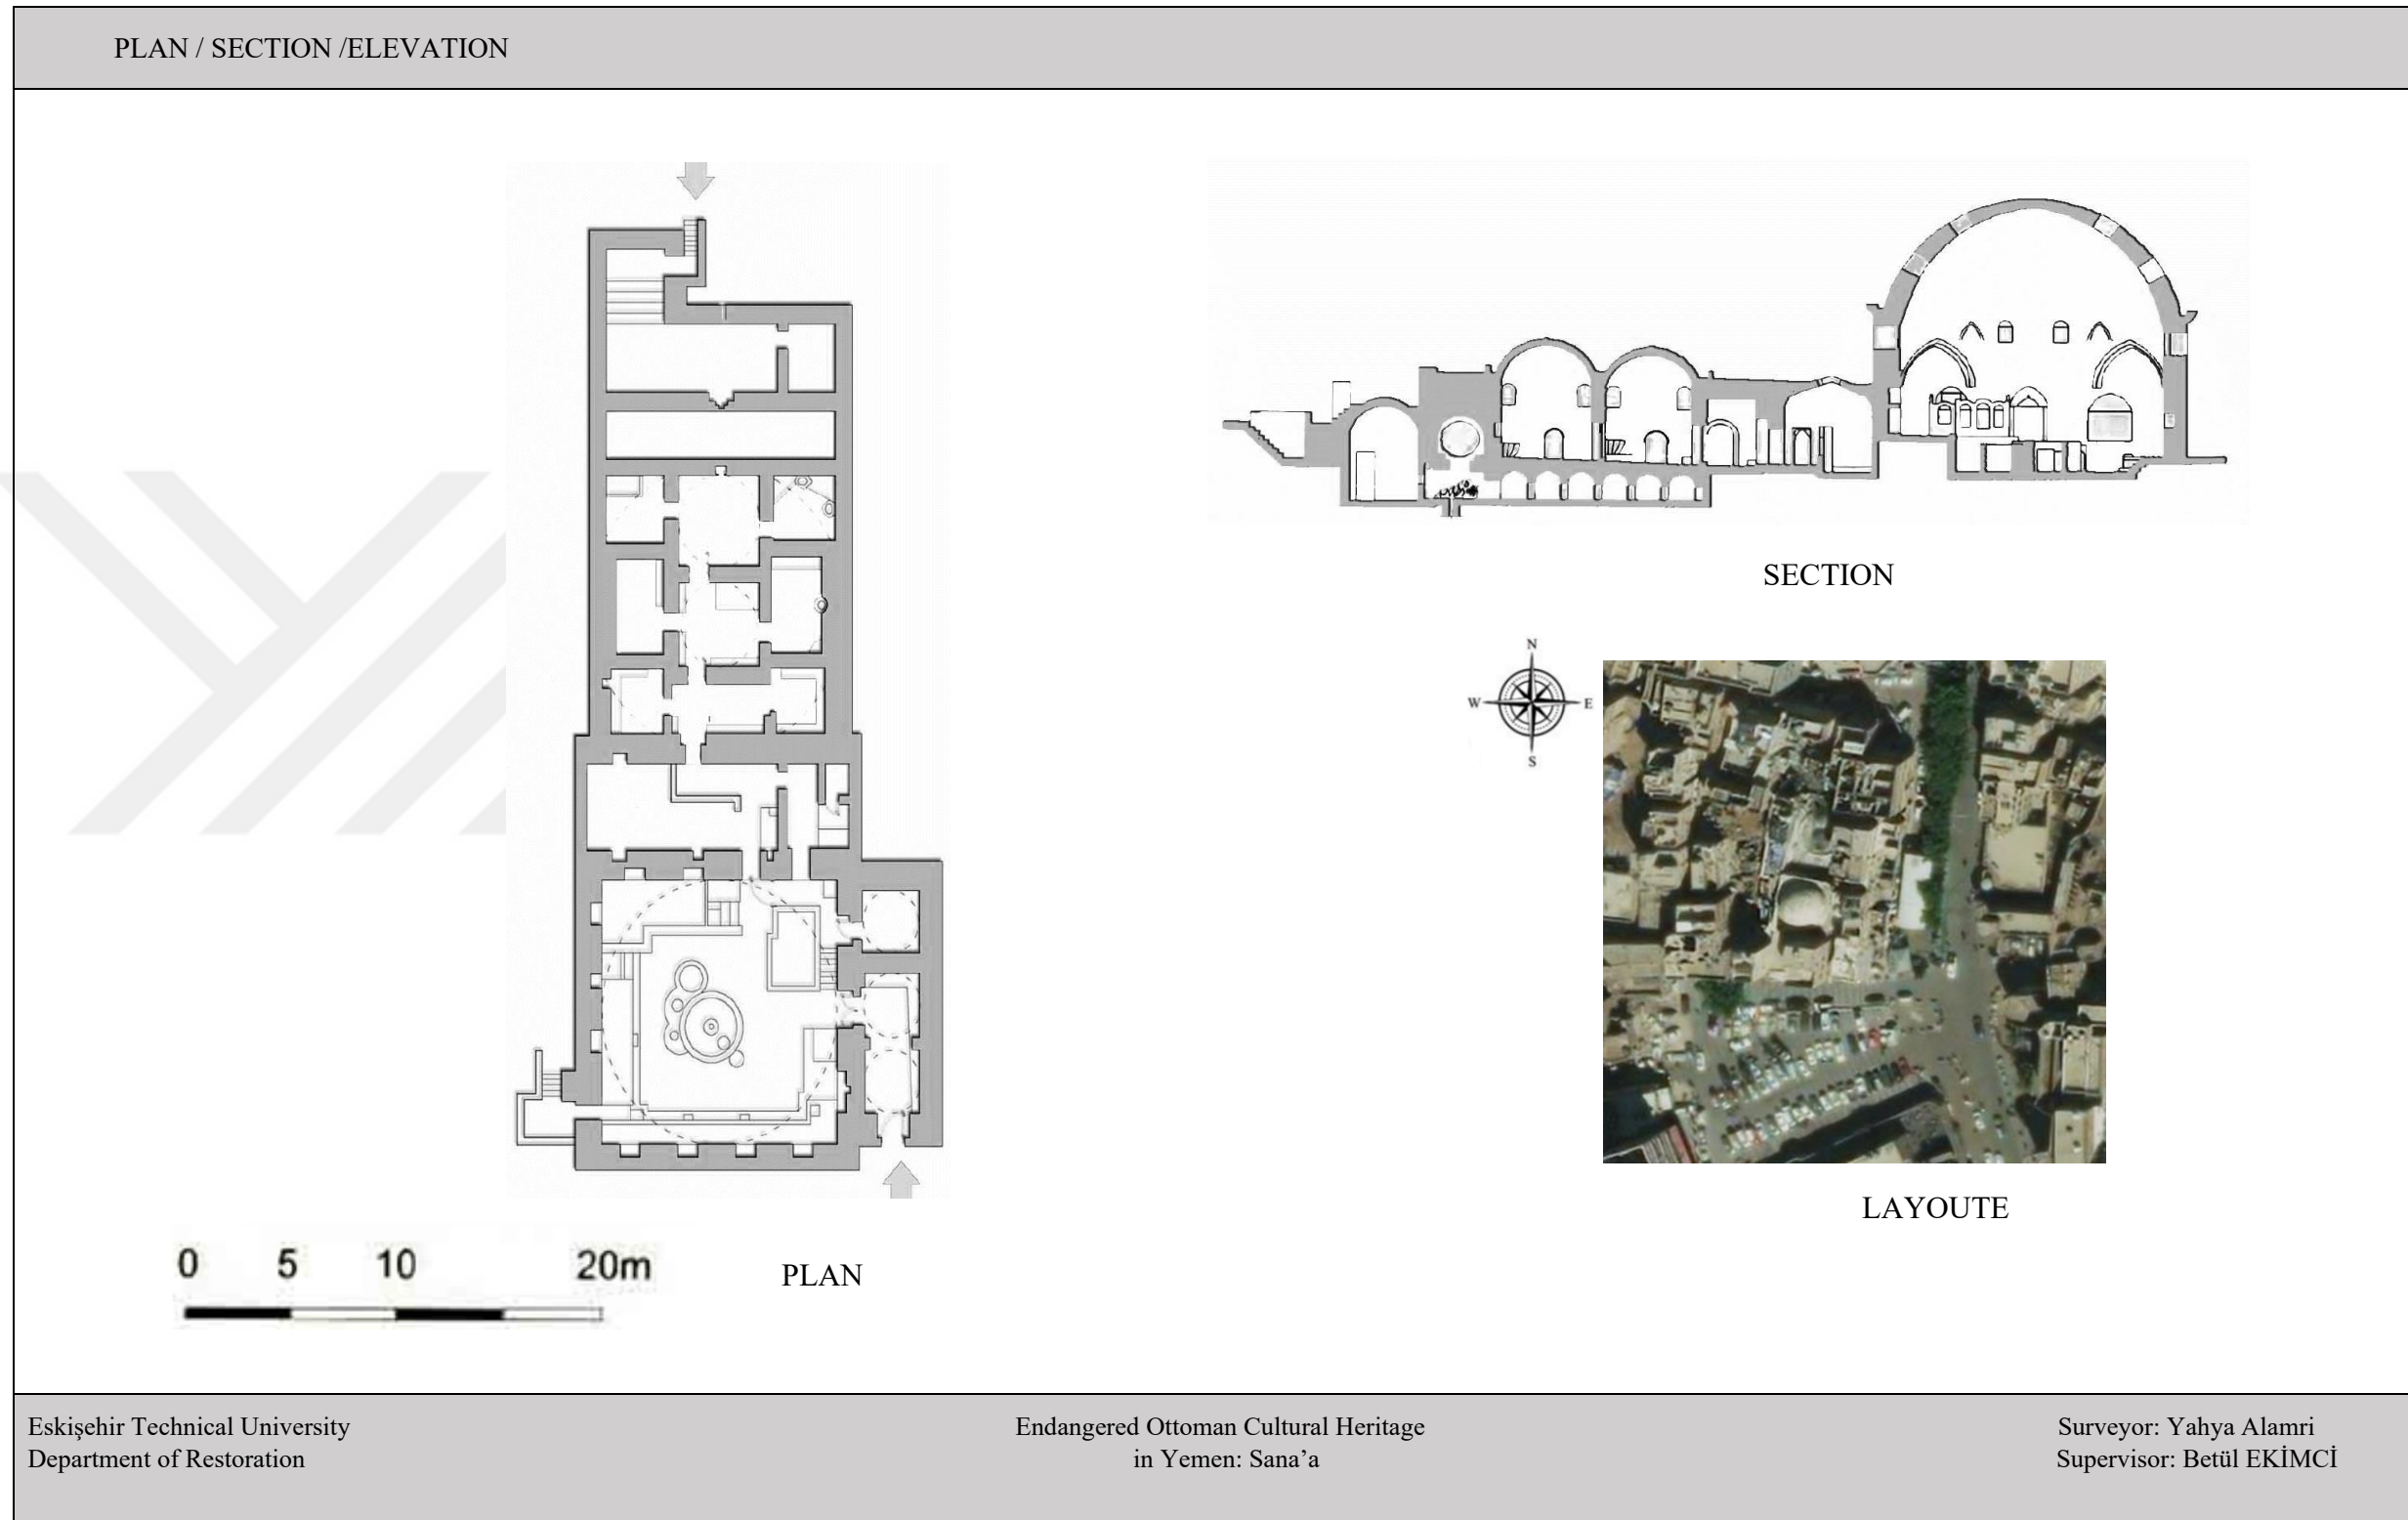 PLAN / SECTION /ELEVATION
SECTION
N
W E
S
LAYOUTE
0 5 10 20m
PLAN
Eskişehir Technical University
Department of Restoration
Endangered Ottoman Cultural Heritage
in Yemen: Sana’a
Surveyor: Yahya Alamri
Supervisor: Betül EKİMCİ